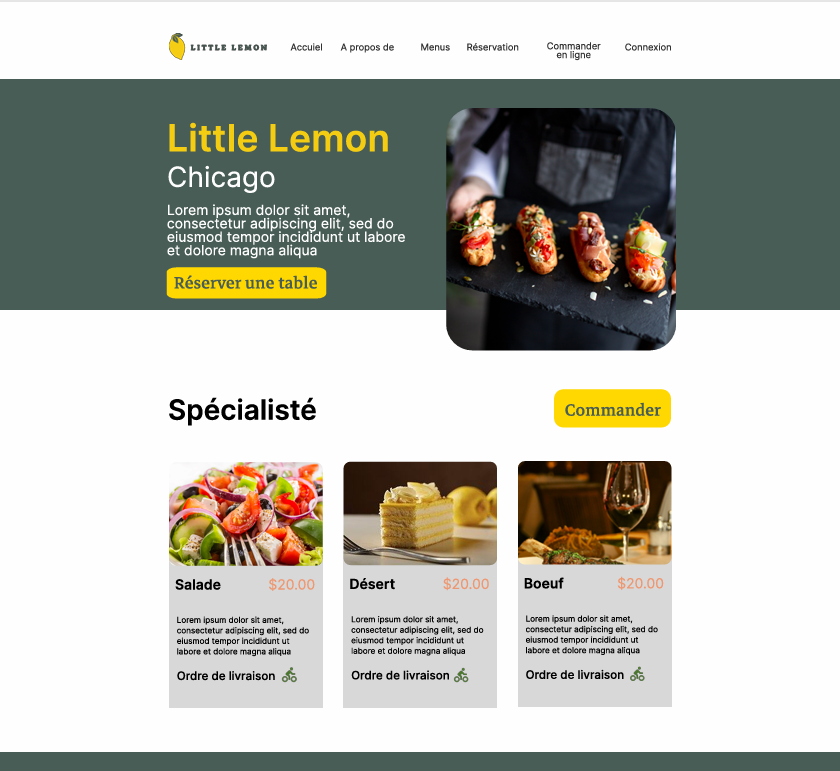 LITTLE LEMON
Accueil
A propos de
Menus
Réservation
Commander
en ligne
Connexion
Little Lemon
Chicago
Lorem ipsum dolor sit amet,
consectetur adipiscing elit, sed do
eiusmod tempor incididunt ut labore
et dolore magna aliqua
Réserver une table
Spécialisté
Commander
Salade
$20.00
Lorem ipsum dolor sit amet,
consectetur adipiscing elit, sed do
eiusmod tempor incididunt ut
labore et dolore magna aliqua
Ordre de livraison
Désert
$20.00
Lorem ipsum dolor sit amet,
consectetur adipiscing elit, sed do
eiusmod tempor incididunt ut
labore et dolore magna aliqua
Ordre de livraison
Boeuf
$20.00
Lorem ipsum dolor sit amet,
consectetur adipiscing elit, sed do
eiusmod tempor incididunt ut
labore et dolore magna aliqua
Ordre de livraison